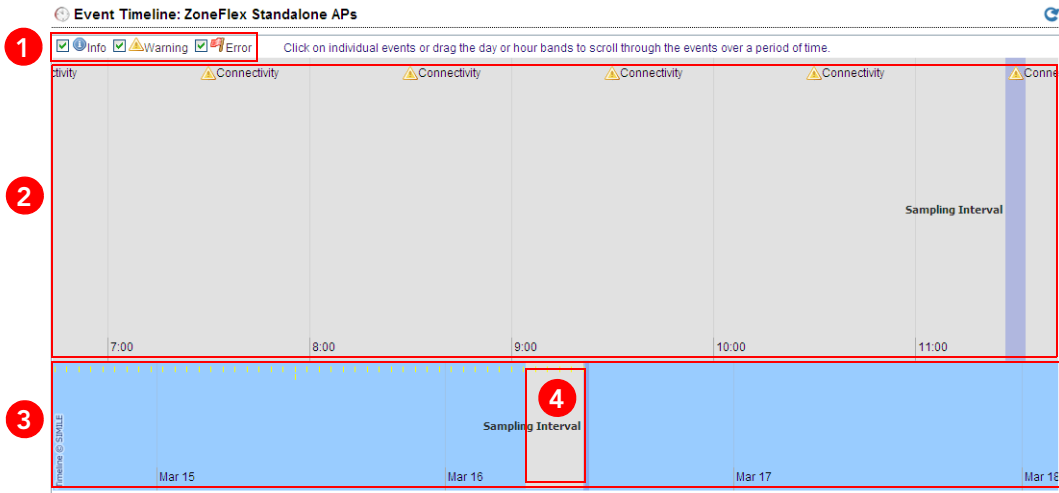 Event Timeline: ZoneFlex Standalone APs
1
Info Warning Error Click on individual events or drag the day or hour bands to scroll through the events over a period of time.
tivity Connectivity Connectivity Connectivity Connectivity Conne
2
Sampling Interval
7:00 8:00 9:00 10:00 11:00
4
3
Sampling Interval
Timeline © SIMILE
Mar 15 Mar 16 Mar 17 Mar 18